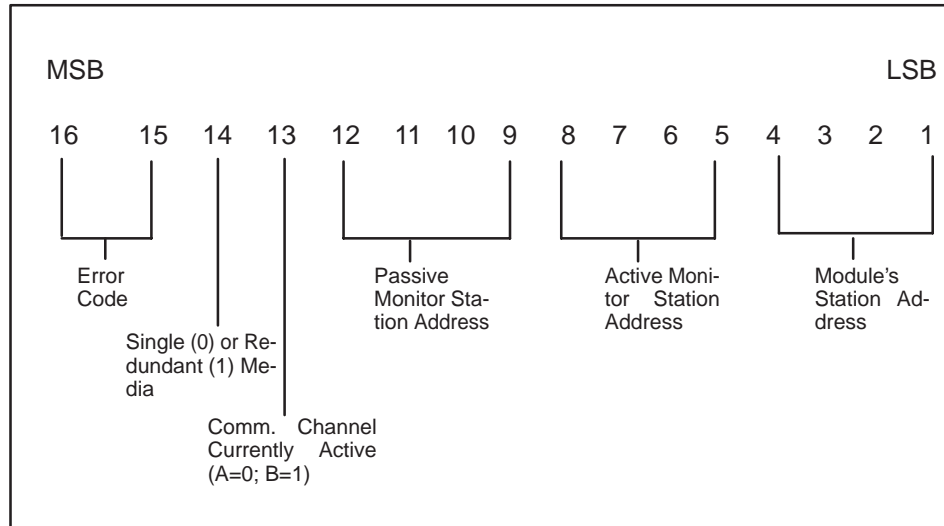 MSB LSB
16 15 14 13 12 11 10 9 8 7 6 5 4 3 2 1
Error
Code
Passive
Monitor Sta-
tion Address
Active Moni-
tor Station
Address
Module's
Station Ad-
dress
Single (0) or Re-
dundant (1) Me-
dia
Comm. Channel
Currently Active
(A=0; B=1)